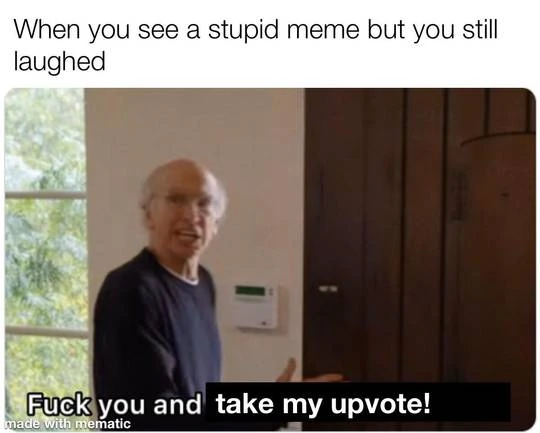 When you see a stupid meme but you still
laughed
Fuck you and take my upvote!
made with mematic